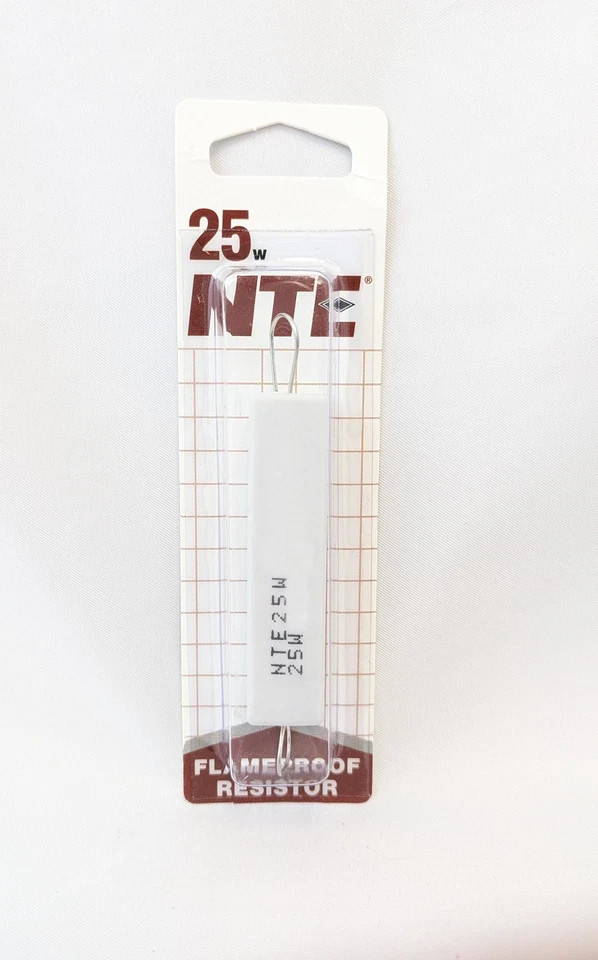 25W
NTE®
NTE25W
25W
FLAMEPROOF
RESISTOR